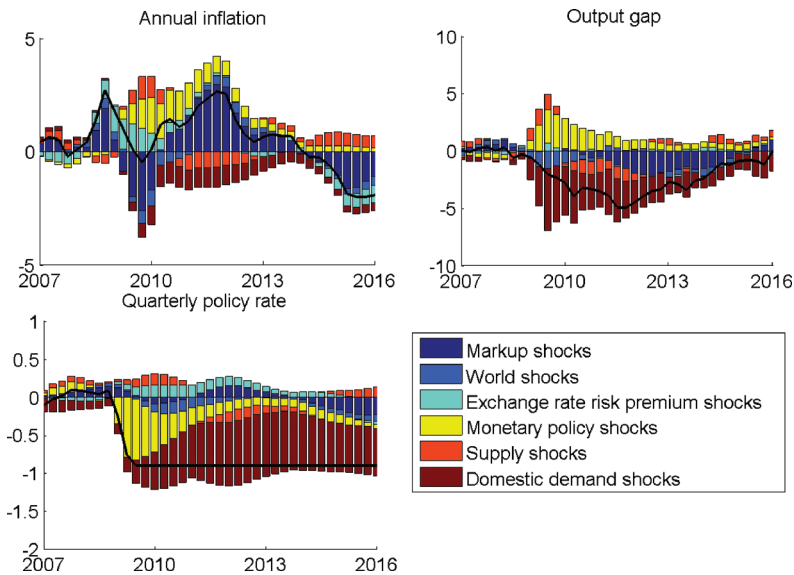 Annual inflation
5
0
-5
2007 2010 2013 2016
Output gap
10
5
0
-5
-10
2007 2010 2013 2016
Quarterly policy rate
1
0.5
0
-0.5
-1
-1.5
-2
2007 2010 2013 2016
Markup shocks
World shocks
Exchange rate risk premium shocks
Monetary policy shocks
Supply shocks
Domestic demand shocks